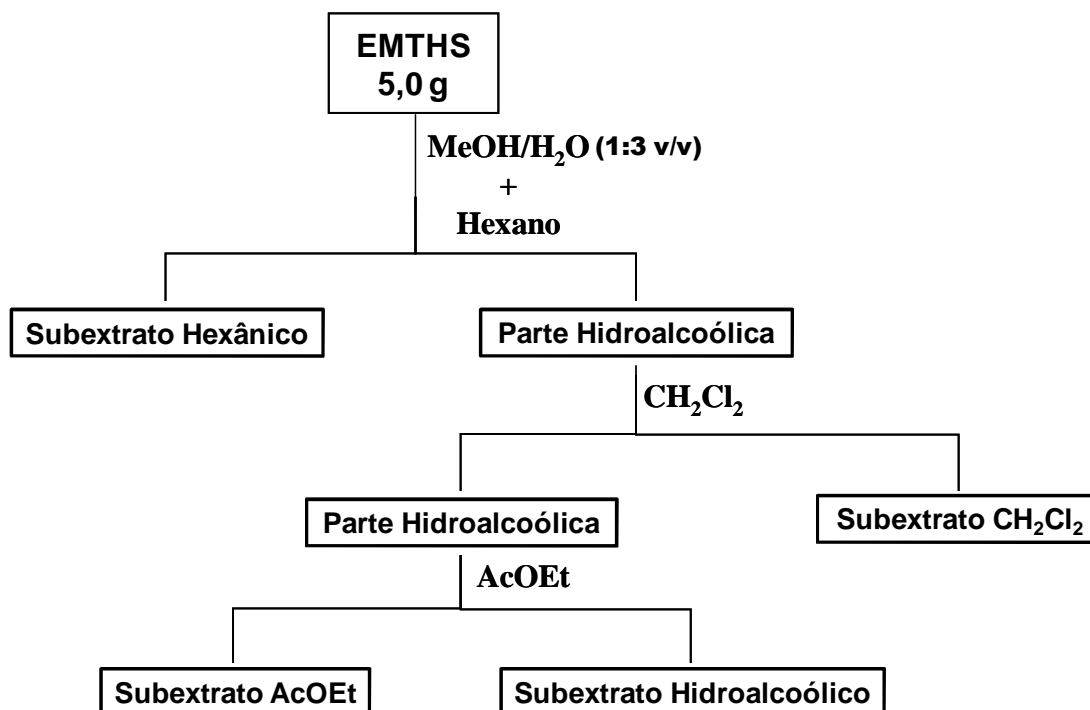 EMTHS
5,0 g
MeOH/H₂O (1:3 v/v)
+
Hexano
Subextrato Hexânico
Parte Hidroalcoólica
CH₂Cl₂
Parte Hidroalcoólica
Subextrato CH₂Cl₂
AcOEt
Subextrato AcOEt
Subextrato Hidroalcoólico